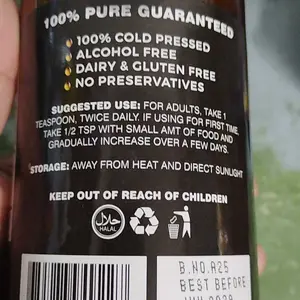 100% PURE GUARANTEED
100% COLD PRESSED
ALCOHOL FREE
DAIRY & GLUTEN FREE
NO PRESERVATIVES
SUGGESTED USE: FOR ADULTS, TAKE 1
TEASPOON, TWICE DAILY. IF USING FOR FIRST TIME,
TAKE 1/2 TSP WITH SMALL AMT OF FOOD AND
GRADUALLY INCREASE OVER A FEW DAYS.
STORAGE: AWAY FROM HEAT AND DIRECT SUNLIGHT
KEEP OUT OF REACH OF CHILDREN
حلال
HALAL
B.NO.A25
BEST BEFORE